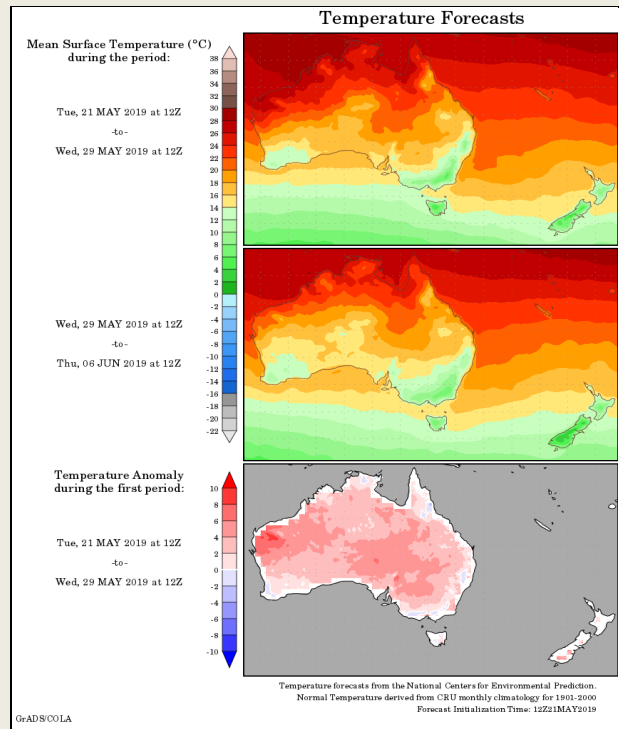 Temperature Forecasts
Mean Surface Temperature (°C)
during the period:
Tue, 21 MAY 2019 at 12Z
-to-
Wed, 29 MAY 2019 at 12Z
38
36
34
32
30
28
26
24
22
20
18
16
14
12
10
8
6
4
2
0
-2
-4
-6
-8
-10
-12
-14
-16
-17
-18
-20
-22
Wed, 29 MAY 2019 at 12Z
-to-
Thu, 06 JUN 2019 at 12Z
Temperature Anomaly
during the first period:
Tue, 21 MAY 2019 at 12Z
-to-
Wed, 29 MAY 2019 at 12Z
10
8
6
4
2
0
-2
-4
-6
-8
-10
Temperature forecasts from the National Centers for Environmental Prediction.
Normal Temperature derived from CRU monthly climatology for 1901-2000
Forecast Initialization Time: 12Z21MAY2019
GrADS/COLA